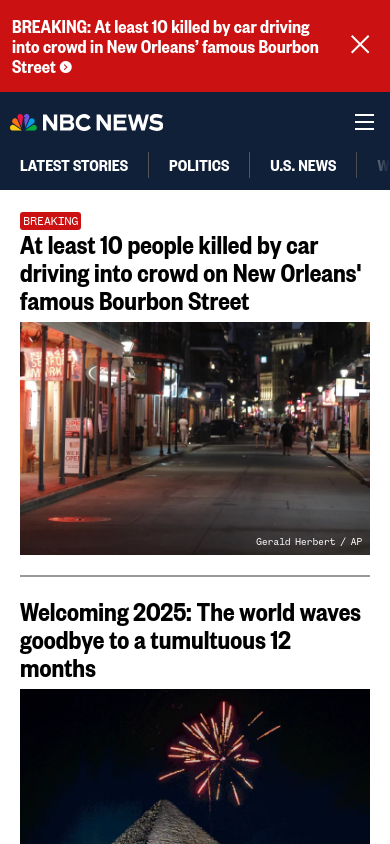 BREAKING: At least 10 killed by car driving
into crowd in New Orleans’ famous Bourbon
Street
NBC NEWS
LATEST STORIES
POLITICS
U.S. NEWS
BREAKING
At least 10 people killed by car
driving into crowd on New Orleans'
famous Bourbon Street
MARK
OPEN
Gerald Herbert / AP
Welcoming 2025: The world waves
goodbye to a tumultuous 12
months